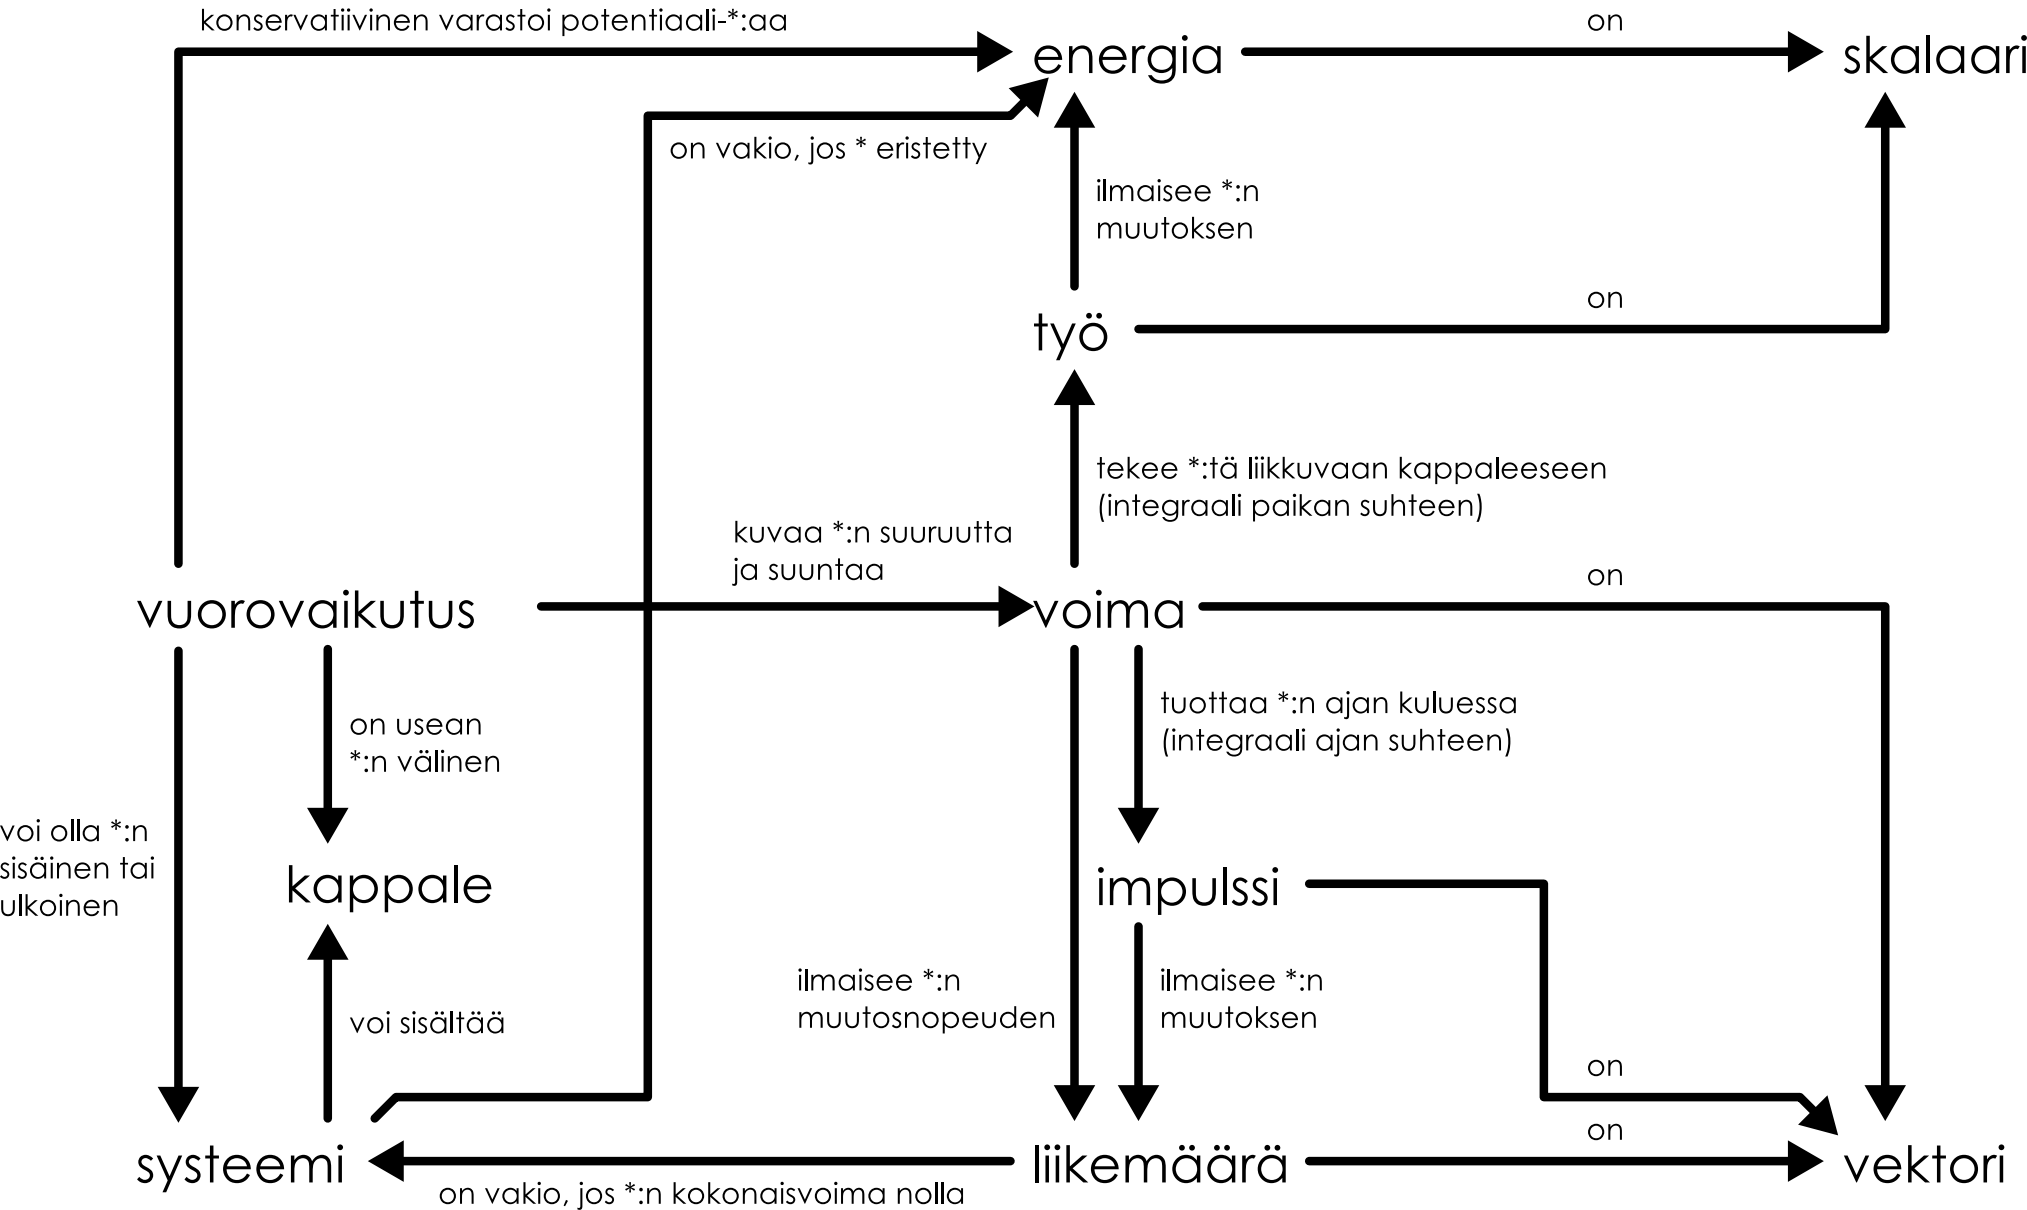 konservatiivinen varastoi potentiaali-*:aa
on
energia
skalaari
on vakio, jos * eristetty
ilmaisee *:n
muutoksen
on
työ
tekee *:tä liikkuvaan kappaleeseen
(integraali paikan suhteen)
kuvaa *:n suuruutta
ja suuntaa
on
vuorovaikutus
voima
on usean
*:n välinen
tuottaa *:n ajan kuluessa
(integraali ajan suhteen)
voi olla *:n
sisäinen tai
ulkoinen
kappale
impulssi
voi sisältää
ilmaisee *:n
muutosnopeuden
ilmaisee *:n
muutoksen
on
on
systeemi
liikemäärä
vektori
on vakio, jos *:n kokonaisvoima nolla